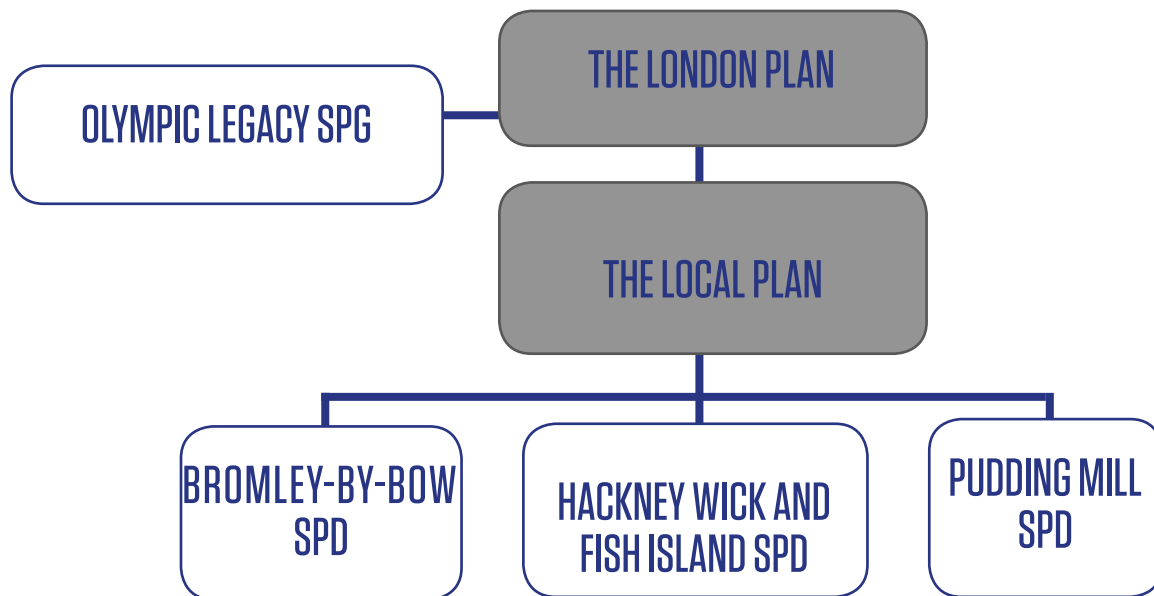 THE LONDON PLAN
OLYMPIC LEGACY SPG
THE LOCAL PLAN
BROMLEY-BY-BOW
SPD
HACKNEY WICK AND
FISH ISLAND SPD
PUDDING MILL
SPD